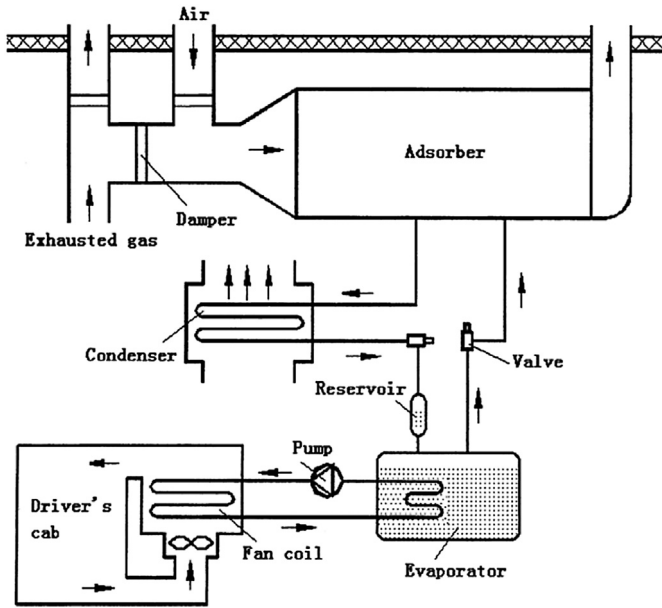 Air
Adsorber
Damper
Exhausted gas
Condenser
Valve
Reservoir
Pump
Driver's
cab
Fan coil
Evaporator